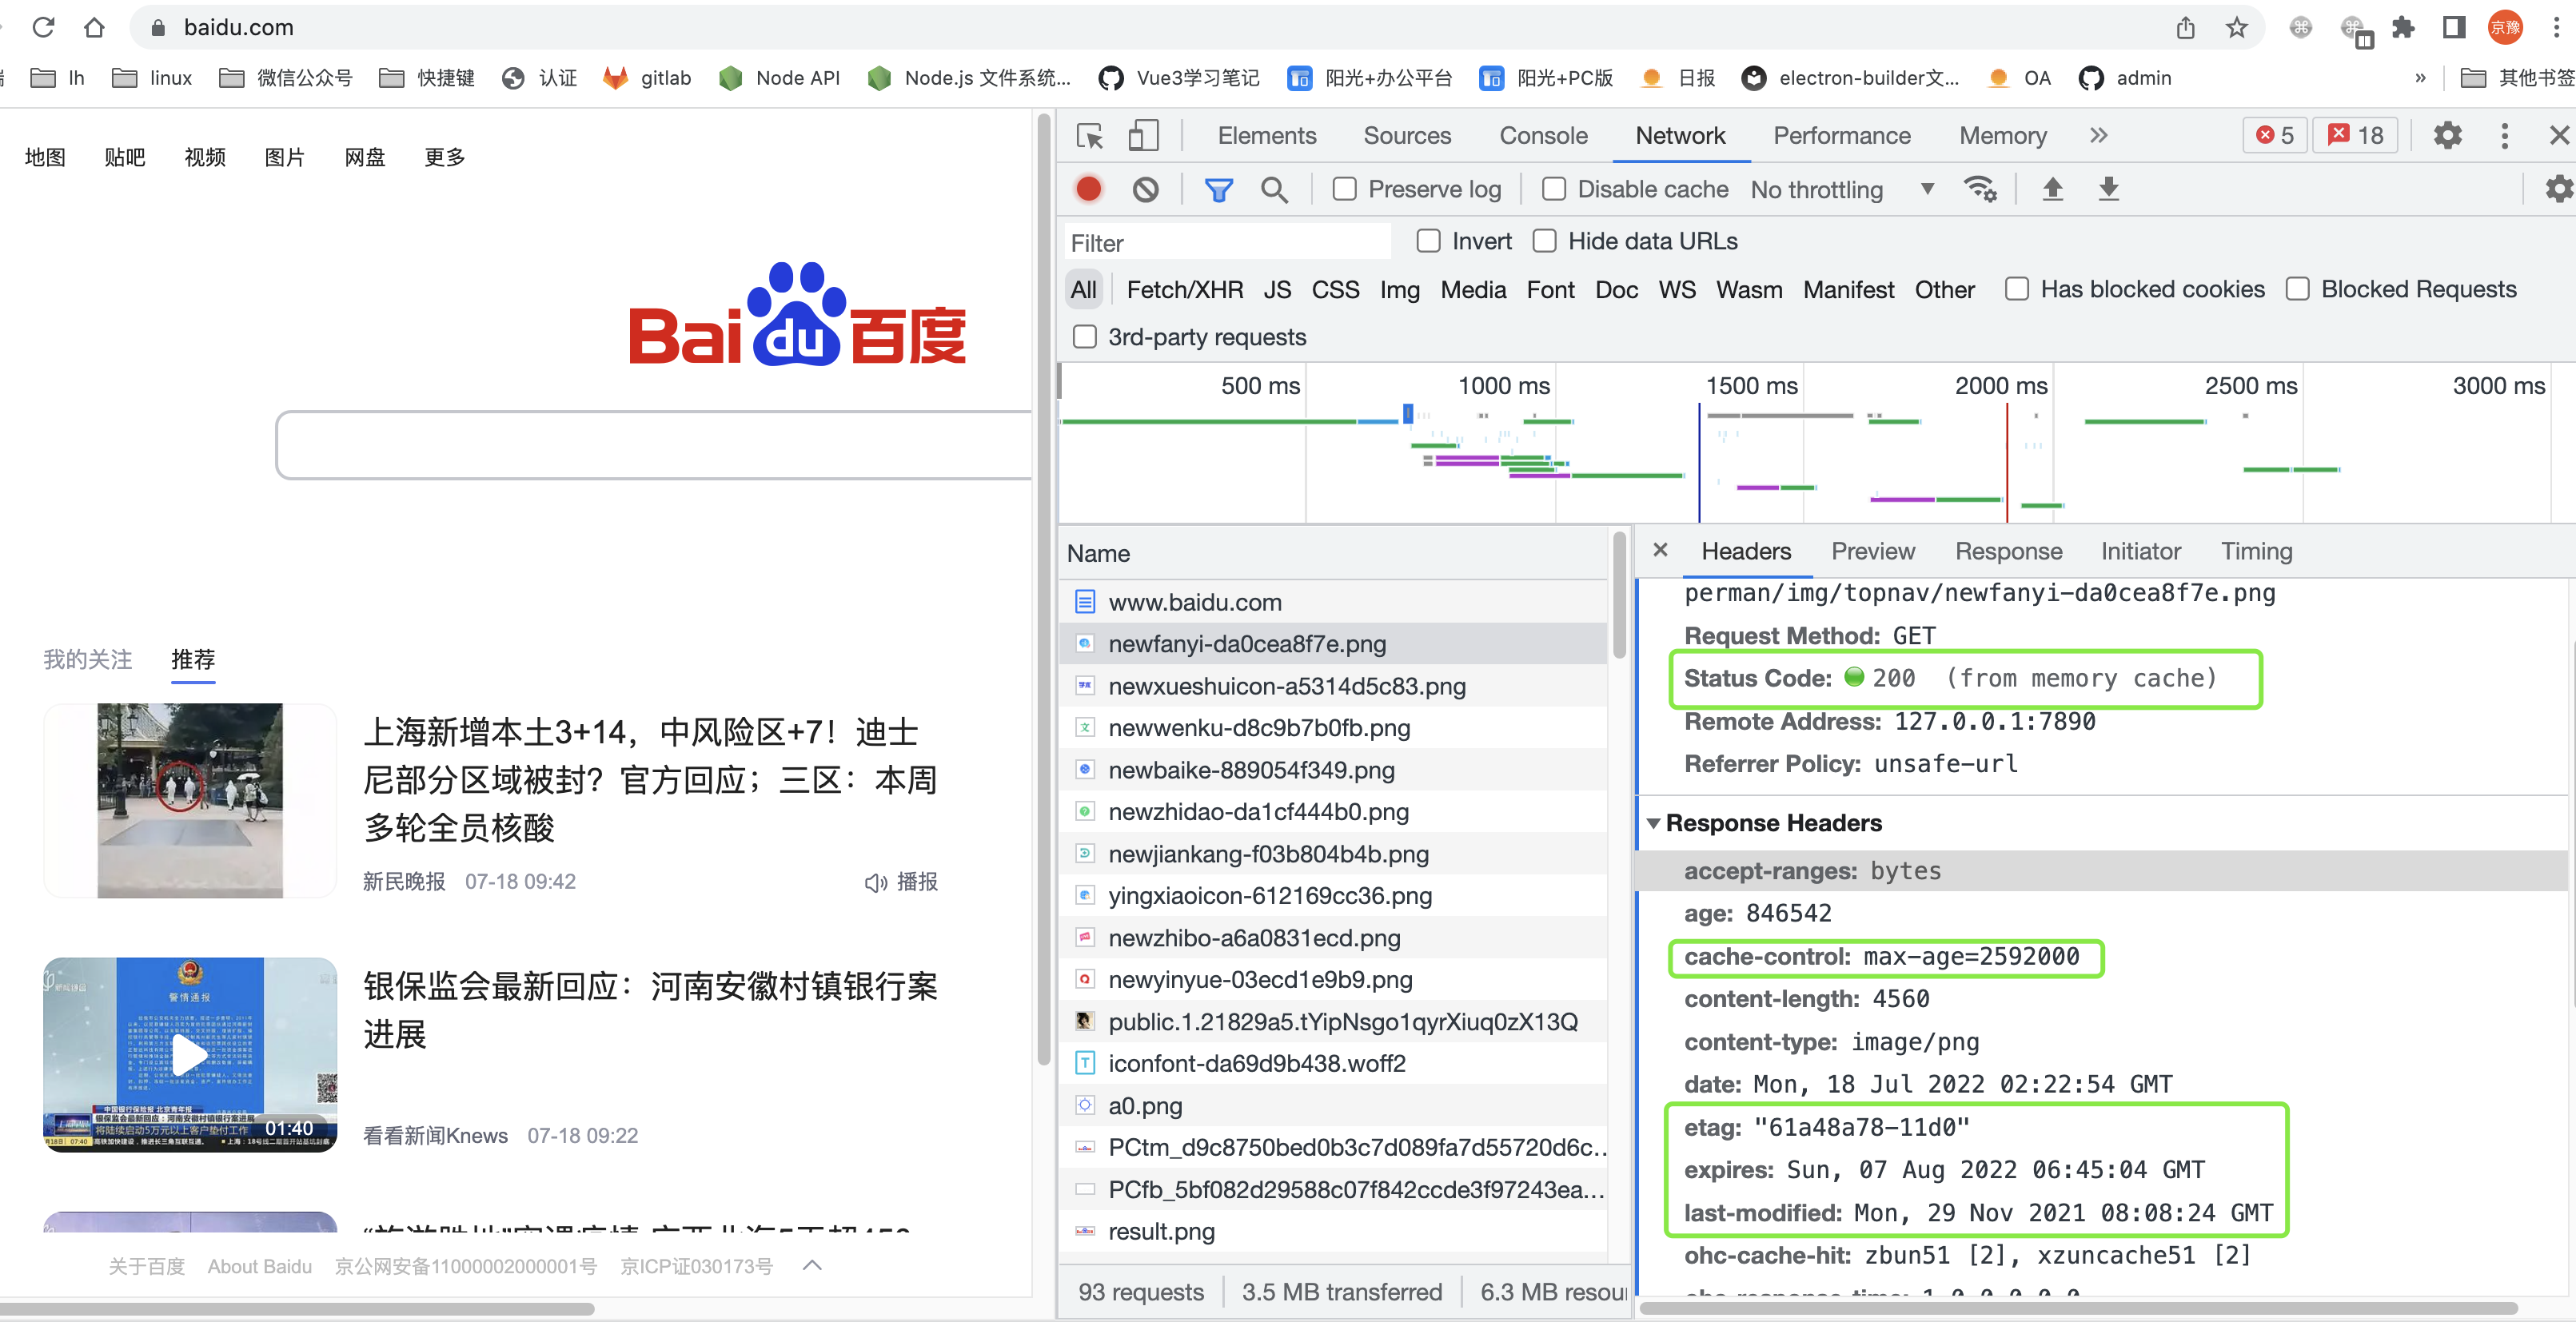 baidu.com
京豫
lh
linux
微信公众号
快捷键
认证
gitlab
Node API
Node.js 文件系统...
Vue3学习笔记
阳光+办公平台
阳光+PC版
日报
electron-builder文...
OA
admin
»
其他书签
地图 贴吧 视频 图片 网盘 更多
Bai du 百度
我的关注 推荐
上海新增本土3+14，中风险区+7！迪士
尼部分区域被封？官方回应；三区：本周
多轮全员核酸
新民晚报 07-18 09:42 播报
警情通报
01:40
银保监会最新回应：河南安徽村镇银行案
进展
看看新闻Knews 07-18 09:22
关于百度 About Baidu 京公网安备11000002000001号 京ICP证030173号
Elements Sources Console Network Performance Memory » 5 18
Preserve log Disable cache No throttling
Filter Invert Hide data URLs
All Fetch/XHR JS CSS Img Media Font Doc WS Wasm Manifest Other Has blocked cookies Blocked Requests
3rd-party requests
500 ms 1000 ms 1500 ms 2000 ms 2500 ms 3000 ms
Name
www.baidu.com
newfanyi-da0cea8f7e.png
newxueshuicon-a5314d5c83.png
newwenku-d8c9b7b0fb.png
newbaike-889054f349.png
newzhidao-da1cf444b0.png
newjiankang-f03b804b4b.png
yingxiaoicon-612169cc36.png
newzhibo-a6a0831ecd.png
newyinyue-03ecd1e9b9.png
public.1.21829a5.tYipNsgo1qyrXiuq0zX13Q
iconfont-da69d9b438.woff2
a0.png
PCtm_d9c8750bed0b3c7d089fa7d55720d6c...
PCfb_5bf082d29588c07f842ccde3f97243ea...
result.png
93 requests 3.5 MB transferred 6.3 MB resou
Headers Preview Response Initiator Timing
perman/img/topnav/newfanyi-da0cea8f7e.png
Request Method: GET
Status Code: 200 (from memory cache)
Remote Address: 127.0.0.1:7890
Referrer Policy: unsafe-url
Response Headers
accept-ranges: bytes
age: 846542
cache-control: max-age=2592000
content-length: 4560
content-type: image/png
date: Mon, 18 Jul 2022 02:22:54 GMT
etag: "61a48a78-11d0"
expires: Sun, 07 Aug 2022 06:45:04 GMT
last-modified: Mon, 29 Nov 2021 08:08:24 GMT
ohc-cache-hit: zbun51 [2], xzuncache51 [2]